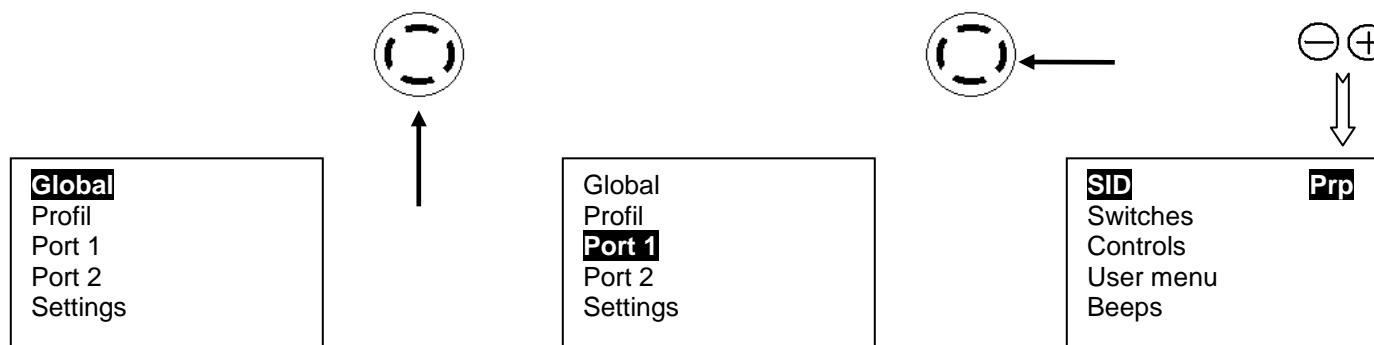 Global
Profil
Port 1
Port 2
Settings
Global
Profil
Port 1
Port 2
Settings
SID Prp
Switches
Controls
User menu
Beeps